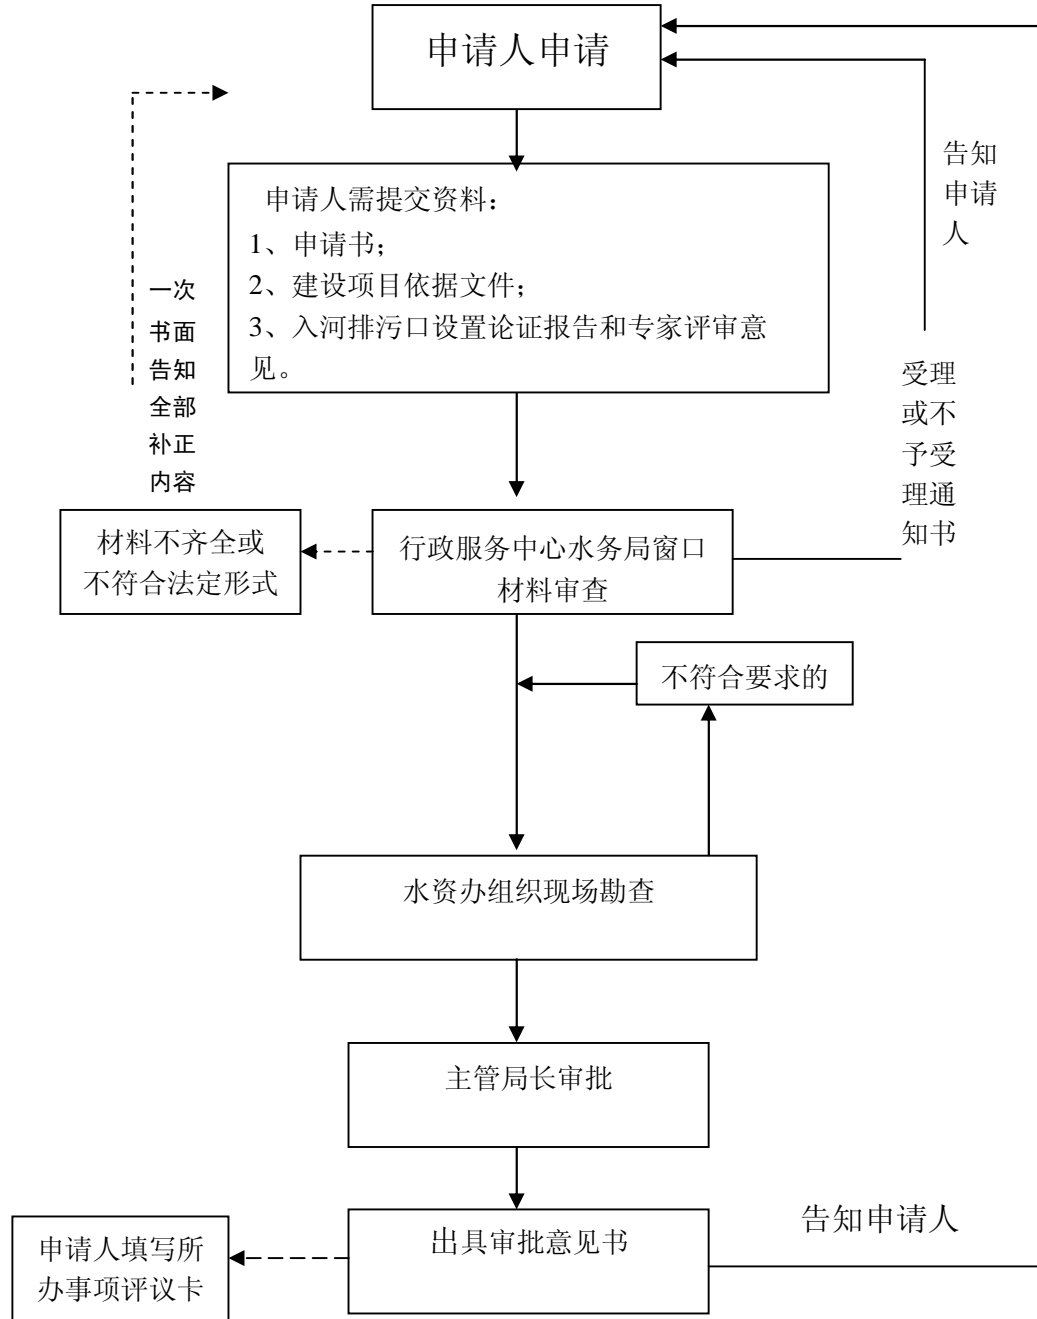 申请人申请
告知
申请
人
申请人需提交资料：
1、申请书；
2、建设项目依据文件；
3、入河排污口设置论证报告和专家评审意
见。
一次
书面
告知
全部
补正
内容
受理
或不
予受
理通
知书
材料不齐全或
不符合法定形式
行政服务中心水务局窗口
材料审查
不符合要求的
水资办组织现场勘查
主管局长审批
出具审批意见书
告知申请人
申请人填写所
办事项评议卡